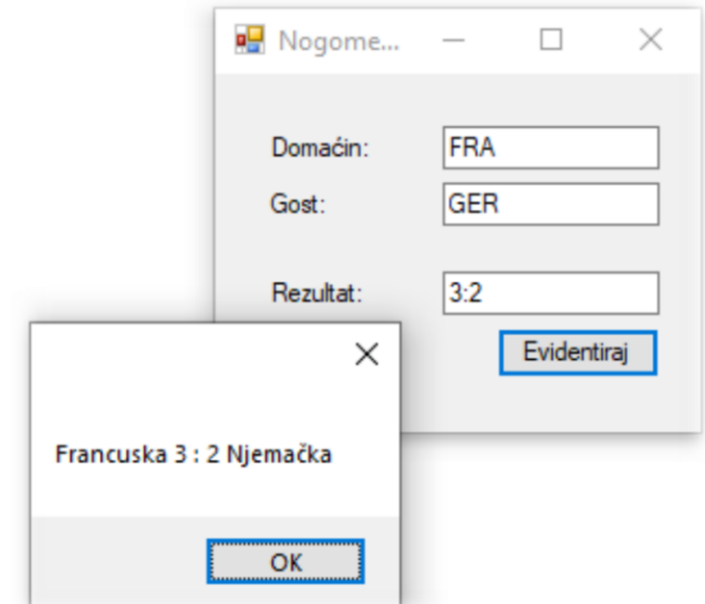 Nogome...
Domaćin: FRA
Gost: GER
Rezultat: 3:2
Evidentiraj
Francuska 3 : 2 Njemačka
OK